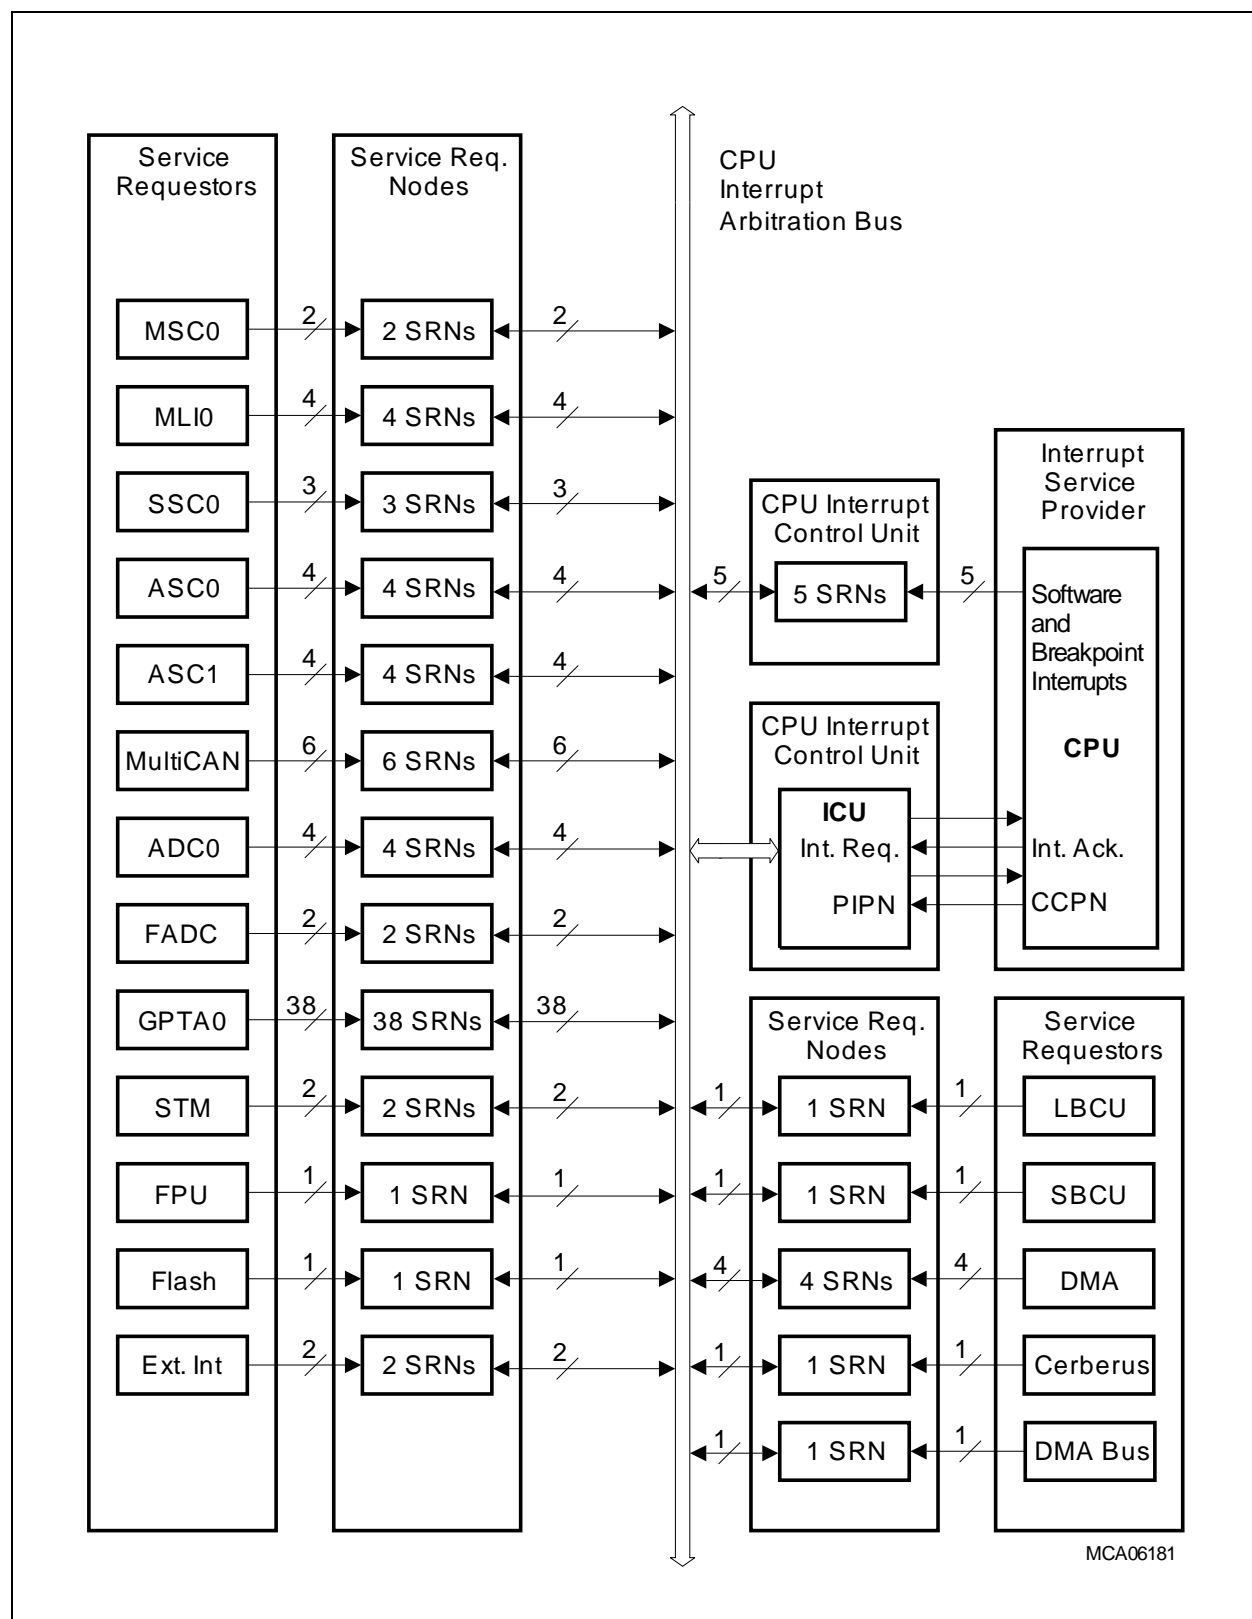 Service
Requestors
Service Req.
Nodes
CPU
Interrupt
Arbitration Bus
MSC0
2
2 SRNs
2
MLI0
4
4 SRNs
4
SSC0
3
3 SRNs
3
ASC0
4
4 SRNs
4
ASC1
4
4 SRNs
4
MultiCAN
6
6 SRNs
6
ADC0
4
4 SRNs
4
FADC
2
2 SRNs
2
GPTA0
38
38 SRNs
38
STM
2
2 SRNs
2
FPU
1
1 SRN
1
Flash
1
1 SRN
1
Ext. Int
2
2 SRNs
2
CPU Interrupt
Control Unit
5
5 SRNs
5
Interrupt
Service
Provider
Software
and
Breakpoint
Interrupts
CPU
CPU Interrupt
Control Unit
ICU
Int. Req.
PIPN
Int. Ack.
CCPN
Service Req.
Nodes
Service
Requestors
1
1 SRN
1
LBCU
1
1 SRN
1
SBCU
4
4 SRNs
4
DMA
1
1 SRN
1
Cerberus
1
1 SRN
1
DMA Bus
MCA06181